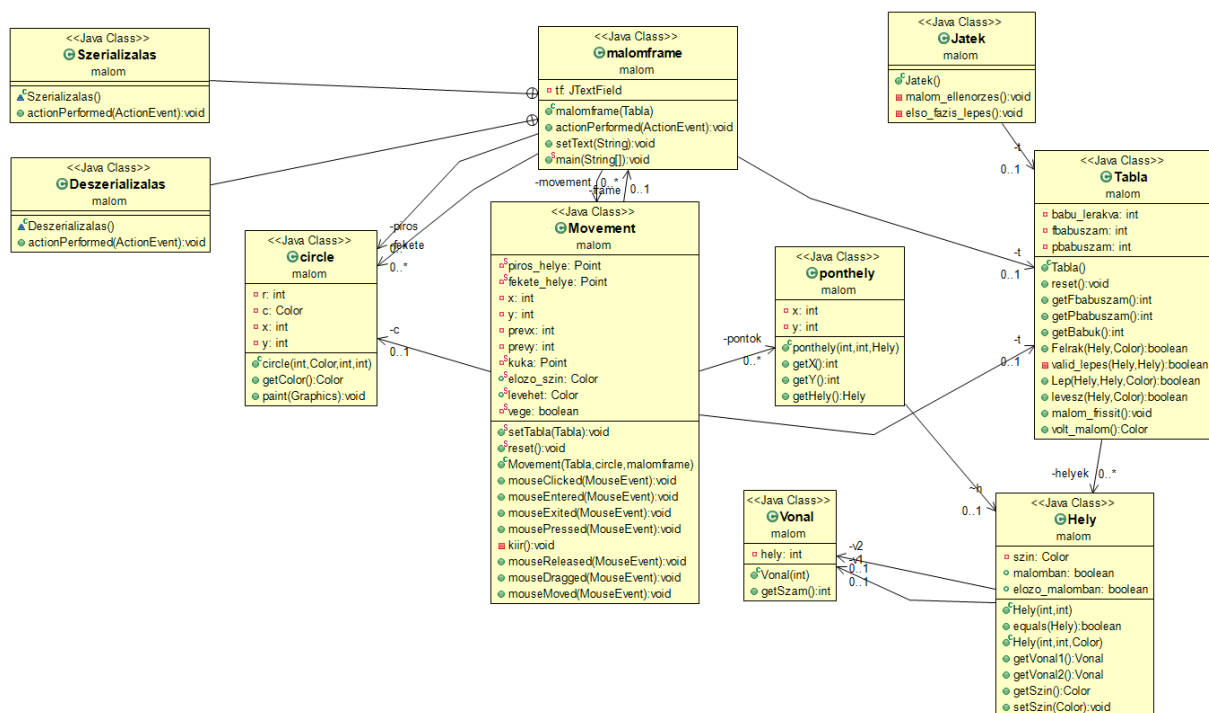 <<Java Class>>
Szerializalas
malom
Szerializalas()
actionPerformed(ActionEvent):void
<<Java Class>>
malomframe
malom
tf: JTextField
malomframe(Tabla)
actionPerformed(ActionEvent):void
setText(String):void
main(String[]):void
<<Java Class>>
Jatek
malom
Jatek()
malom_ellenorzes():void
elso_fazis_lepes():void
<<Java Class>>
Deszerializalas
malom
Deszerializalas()
actionPerformed(ActionEvent):void
-t
0..1
<<Java Class>>
Tabla
malom
babu_lerakva: int
fbabuszam: int
pbabuszam: int
Tabla()
reset():void
getFbabuszam():int
getPbabuszam():int
getBabuk():int
Felrak(Hely,Color):boolean
valid_lepes(Hely,Hely):boolean
Lep(Hely,Hely,Color):boolean
levesz(Hely,Color):boolean
malom_frissit():void
volt_malom():Color
-movement
0..*
-frame
0..1
-piros
0..*
-fekete
0..*
<<Java Class>>
circle
malom
r: int
c: Color
x: int
y: int
circle(int,Color,int,int)
getColor():Color
paint(Graphics):void
<<Java Class>>
Movement
malom
piros_helye: Point
fekete_helye: Point
x: int
y: int
prevx: int
prevy: int
kuka: Point
elozo_szin: Color
levehet: Color
vege: boolean
setTabla(Tabla):void
reset():void
Movement(Tabla,circle,malomframe)
mouseClicked(MouseEvent):void
mouseEntered(MouseEvent):void
mouseExited(MouseEvent):void
mousePressed(MouseEvent):void
kiir():void
mouseReleased(MouseEvent):void
mouseDragged(MouseEvent):void
mouseMoved(MouseEvent):void
<<Java Class>>
ponthely
malom
x: int
y: int
ponthely(int,int,Hely)
getX():int
getY():int
getHely():Hely
-t
0..1
-c
0..1
-pontok
0..*
-t
0..1
-helyek
0..*
~h
0..1
<<Java Class>>
Vonal
malom
hely: int
Vonal(int)
getSzam():int
-v2
-v1
0..1
0..1
<<Java Class>>
Hely
malom
szin: Color
malomban: boolean
elozo_malomban: boolean
Hely(int,int)
equals(Hely):boolean
Hely(int,int,Color)
getVonal1():Vonal
getVonal2():Vonal
getSzin():Color
setSzin(Color):void